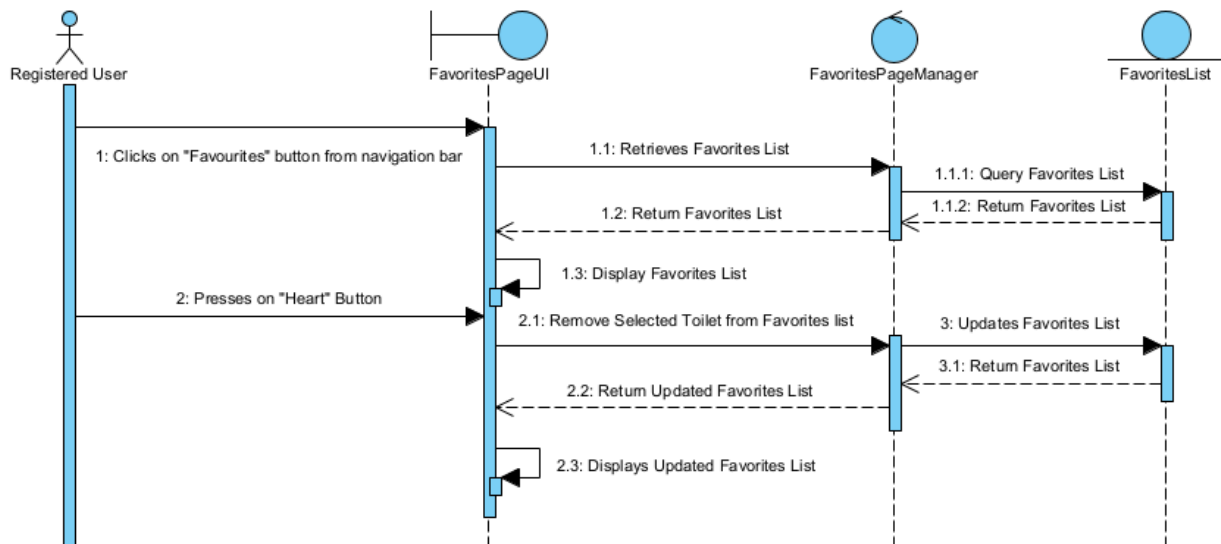 Registered User
FavoritesPageUI
FavoritesPageManager
FavoritesList
1: Clicks on "Favourites" button from navigation bar
1.1: Retrieves Favorites List
1.1.1: Query Favorites List
1.1.2: Return Favorites List
1.2: Return Favorites List
1.3: Display Favorites List
2: Presses on "Heart" Button
2.1: Remove Selected Toilet from Favorites list
3: Updates Favorites List
3.1: Return Favorites List
2.2: Return Updated Favorites List
2.3: Displays Updated Favorites List